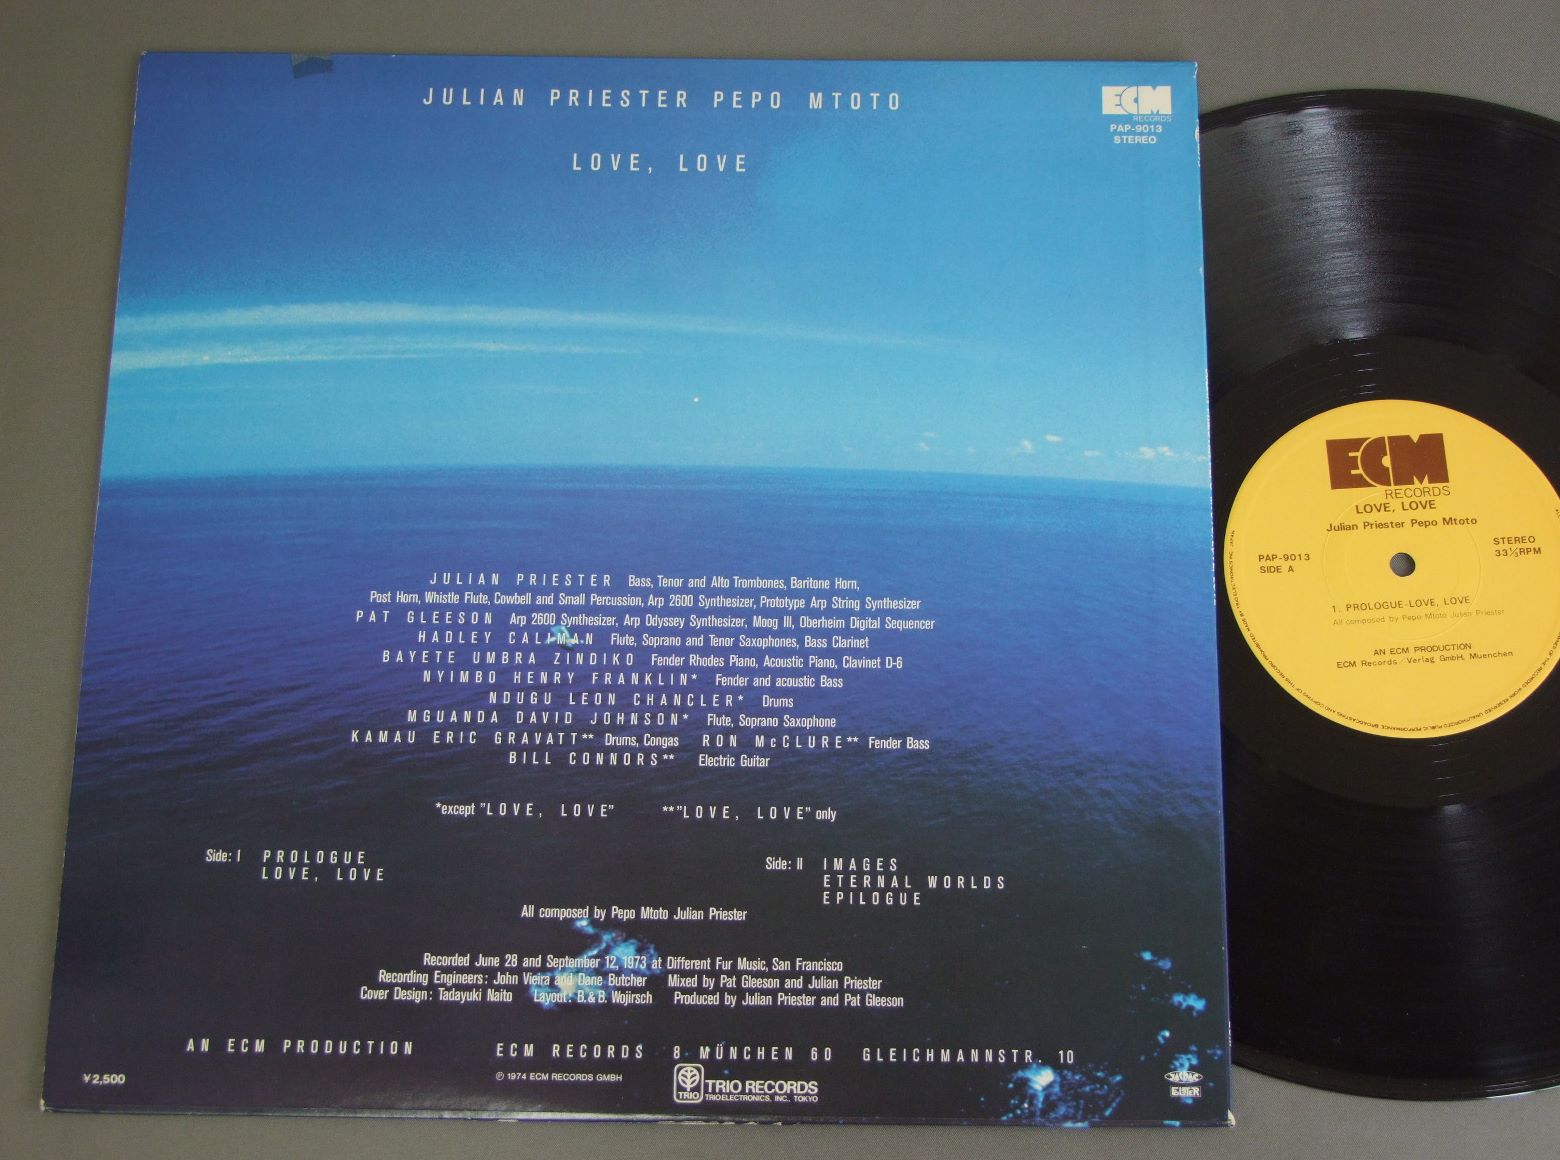 JULIAN PRIESTER PEPO MTOTO
LOVE, LOVE
ECM
RECORDS
PAP-9013
STEREO
JULIAN PRIESTER Bass, Tenor and Alto Trombones, Baritone Horn,
Post Horn, Whistle Flute, Cowbell and Small Percussion, Arp 2600 Synthesizer, Prototype Arp String Synthesizer
PAT GLEESON Arp 2600 Synthesizer, Arp Odyssey Synthesizer, Moog III, Oberheim Digital Sequencer
HADLEY CALIMAN Flute, Soprano and Tenor Saxophones, Bass Clarinet
BAYETE UMBRA ZINDIKO Fender Rhodes Piano, Acoustic Piano, Clavinet D-6
NYIMBO HENRY FRANKLIN* Fender and acoustic Bass
NDUGU LEON CHANCLER* Drums
MGUANDA DAVID JOHNSON* Flute, Soprano Saxophone
KAMAU ERIC GRAVATT** Drums, Congas RON McCLURE** Fender Bass
BILL CONNORS** Electric Guitar
*except "LOVE, LOVE" **"LOVE, LOVE" only
Side: I PROLOGUE
LOVE, LOVE
Side: II IMAGES
ETERNAL WORLDS
EPILOGUE
All composed by Pepo Mtoto Julian Priester
Recorded June 28 and September 12, 1973 at Different Fur Music, San Francisco
Recording Engineers: John Vieira and Dane Butcher Mixed by Pat Gleeson and Julian Priester
Cover Design: Tadayuki Naito Layout: B.&B. Wojirsch Produced by Julian Priester and Pat Gleeson
AN ECM PRODUCTION ECM RECORDS 8 MÜNCHEN 60 GLEICHMANNSTR. 10
¥2,500
℗ 1974 ECM RECORDS GMBH
TRIO
TRIO RECORDS
TRIO ELECTRONICS, INC., TOKYO
JASRAC
ECM
RECORDS
LOVE, LOVE
Julian Priester Pepo Mtoto
PAP-9013
SIDE A
STEREO
33⅓RPM
1. PROLOGUE-LOVE, LOVE
All composed by Pepo Mtoto Julian Priester
AN ECM PRODUCTION
ECM Records/Verlag GmbH, Muenchen